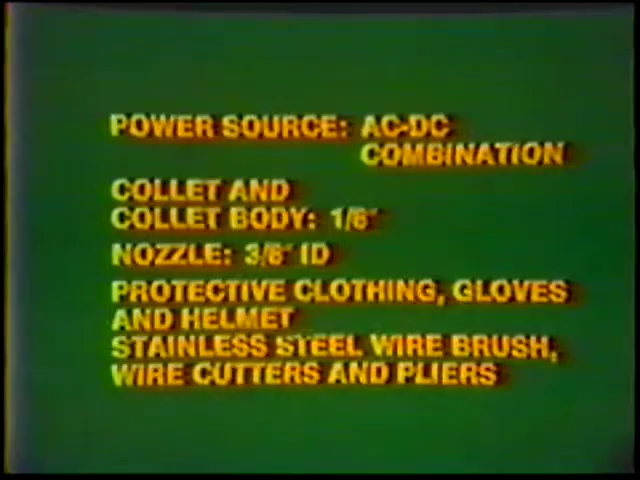 POWER SOURCE: AC-DC
COMBINATION
COLLET AND
COLLET BODY: 1/8"
NOZZLE: 3/8" ID
PROTECTIVE CLOTHING, GLOVES
AND HELMET
STAINLESS STEEL WIRE BRUSH,
WIRE CUTTERS AND PLIERS